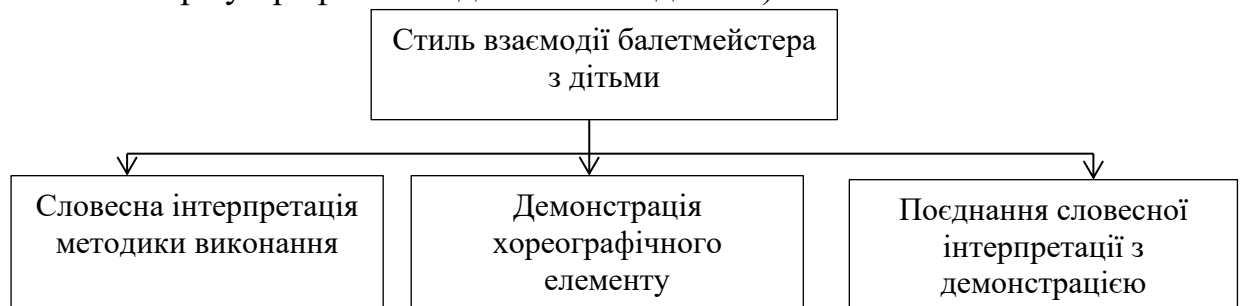 Стиль взаємодії балетмейстера
з дітьми
Словесна інтерпретація
методики виконання
Демонстрація
хореографічного
елементу
Поєднання словесної
інтерпретації з
демонстрацією